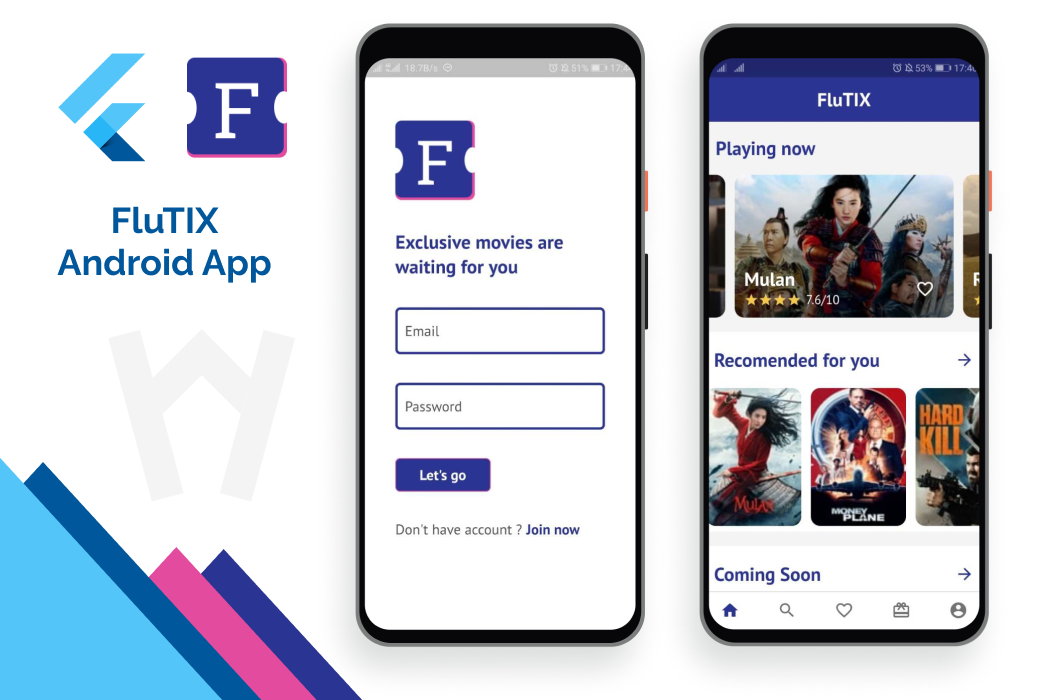 F
FluTIX
Android App
18.7B/s 51% 17:4
F
Exclusive movies are
waiting for you
Email
Password
Let's go
Don't have account ? Join now
53% 17:40
FluTIX
Playing now
Mulan
7.6/10
Recomended for you
MULAN
MONEY
PLANE
HARD
KILL
Coming Soon